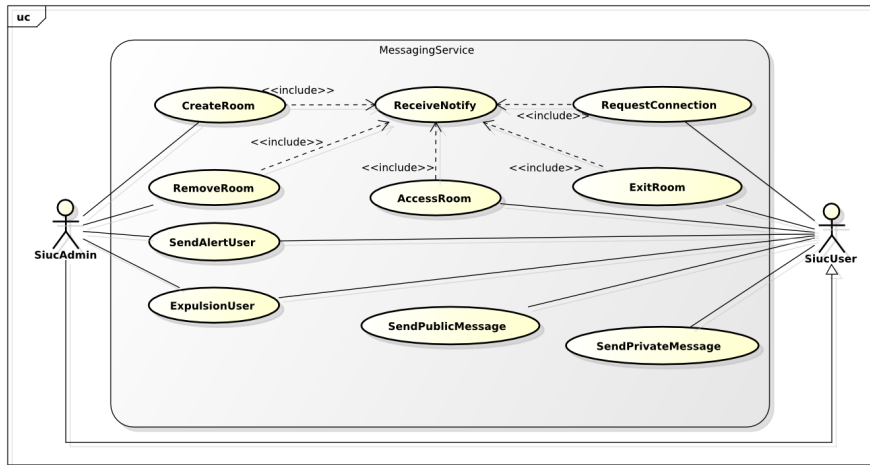 uc
MessagingService
<<include>>
CreateRoom
ReceiveNotify
RequestConnection
<<include>>
<<include>>
<<include>>
<<include>>
RemoveRoom
AccessRoom
ExitRoom
SendAlertUser
SiucAdmin
SiucUser
ExpulsionUser
SendPublicMessage
SendPrivateMessage